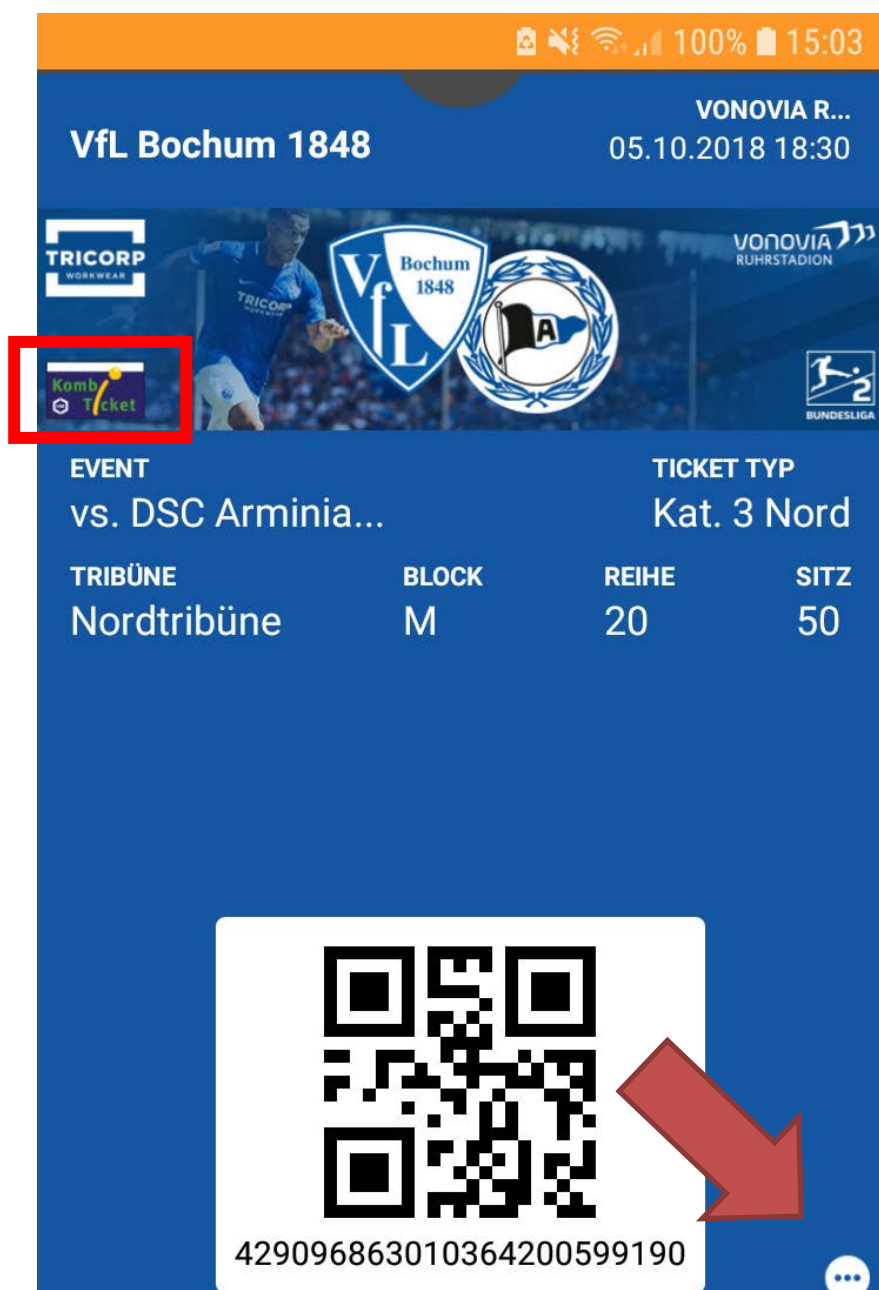 100% 15:03
VONOVIA R...
VfL Bochum 1848
05.10.2018 18:30
TRICORP
WORKWEAR
TRICORP
VfL
Bochum
1848
A
VONOVIA
RUHRSTADION
Kombi
Ticket
2
BUNDESLIGA
EVENT
TICKET TYP
vs. DSC Arminia...
Kat. 3 Nord
TRIBÜNE BLOCK REIHE SITZ
Nordtribüne M 20 50
429096863010364200599190